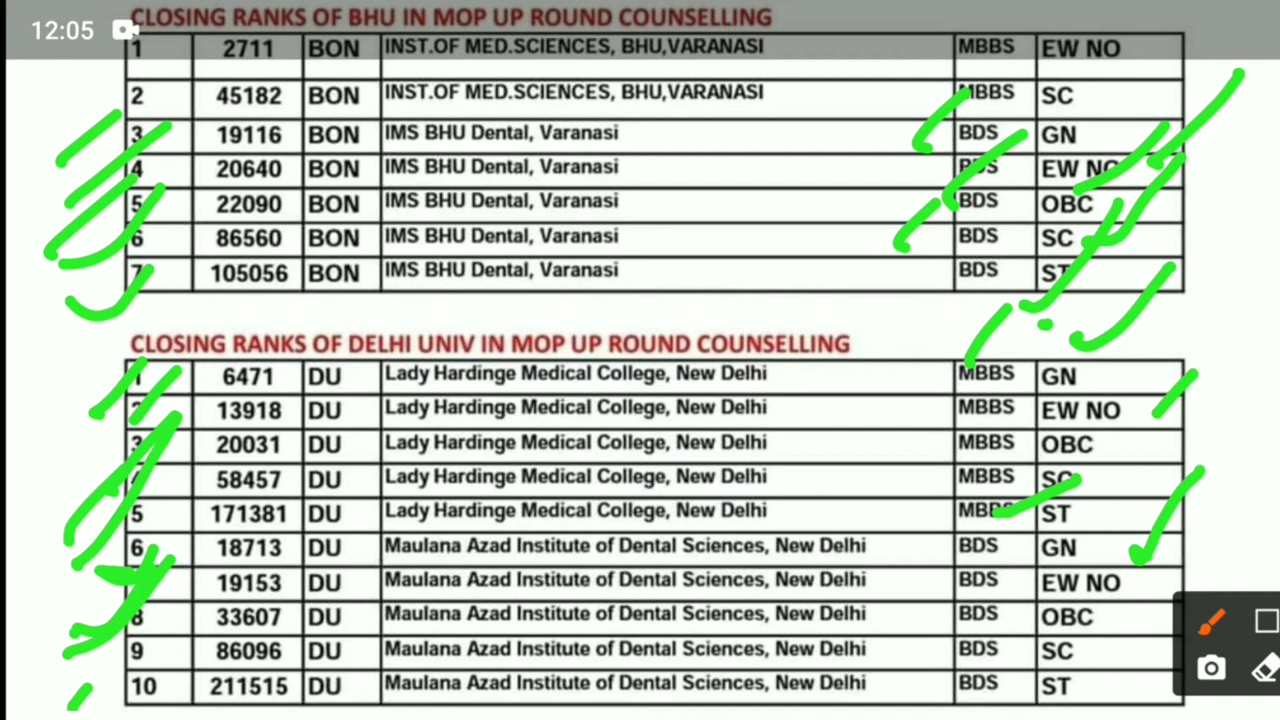 CLOSING RANKS OF BHU IN MOP UP ROUND COUNSELLING
12:05
1 2711 BON INST.OF MED.SCIENCES, BHU,VARANASI MBBS EW NO
2 45182 BON INST.OF MED.SCIENCES, BHU,VARANASI MBBS SC
3 19116 BON IMS BHU Dental, Varanasi BDS GN
4 20640 BON IMS BHU Dental, Varanasi BDS EW NO
5 22090 BON IMS BHU Dental, Varanasi BDS OBC
6 86560 BON IMS BHU Dental, Varanasi BDS SC
7 105056 BON IMS BHU Dental, Varanasi BDS ST
CLOSING RANKS OF DELHI UNIV IN MOP UP ROUND COUNSELLING
1 6471 DU Lady Hardinge Medical College, New Delhi MBBS GN
2 13918 DU Lady Hardinge Medical College, New Delhi MBBS EW NO
3 20031 DU Lady Hardinge Medical College, New Delhi MBBS OBC
58457 DU Lady Hardinge Medical College, New Delhi MBBS SC
5 171381 DU Lady Hardinge Medical College, New Delhi MBBS ST
6 18713 DU Maulana Azad Institute of Dental Sciences, New Delhi BDS GN
19153 DU Maulana Azad Institute of Dental Sciences, New Delhi BDS EW NO
8 33607 DU Maulana Azad Institute of Dental Sciences, New Delhi BDS OBC
9 86096 DU Maulana Azad Institute of Dental Sciences, New Delhi BDS SC
10 211515 DU Maulana Azad Institute of Dental Sciences, New Delhi BDS ST